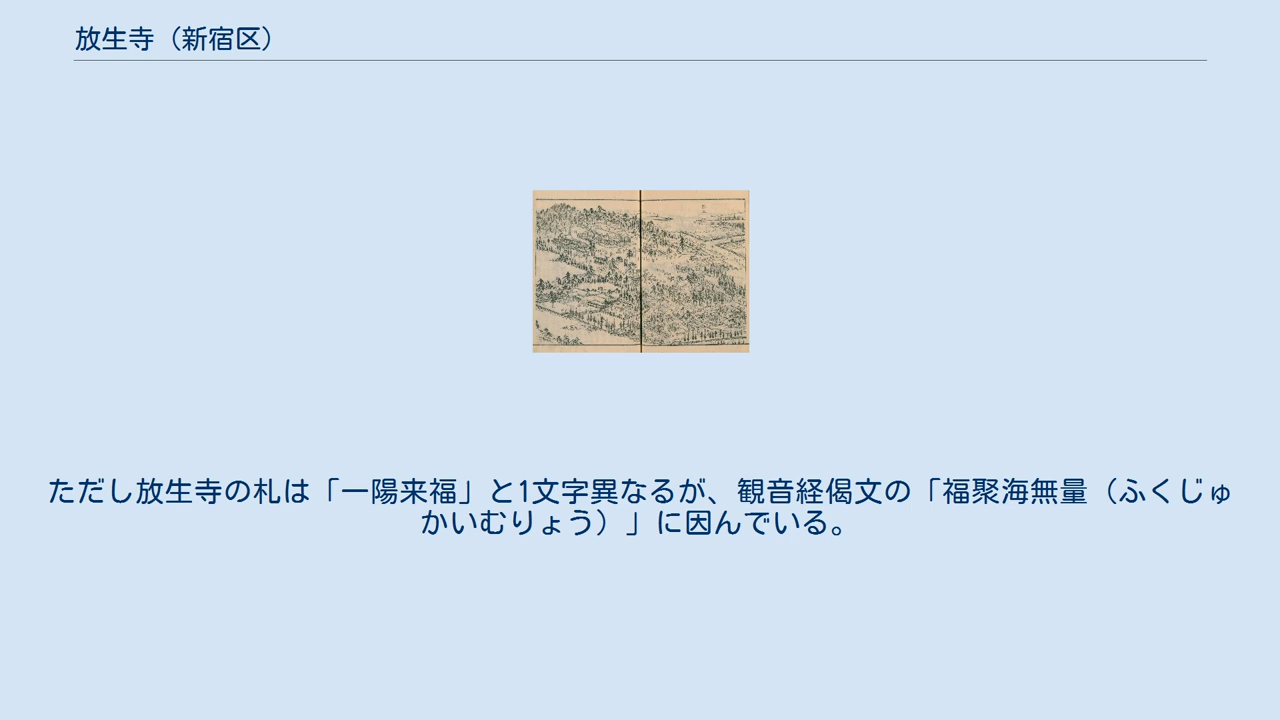 放生寺（新宿区）
ただし放生寺の札は「一陽来福」と1文字異なるが、観音経偈文の「福聚海無量（ふくじゅ
かいむりょう）」に因んでいる。